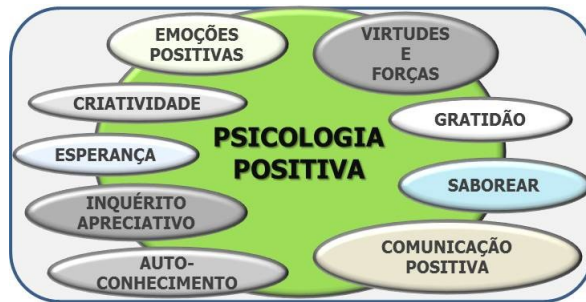 EMOÇÕES
POSITIVAS
VIRTUDES
E
FORÇAS
CRIATIVIDADE
GRATIDÃO
PSICOLOGIA
POSITIVA
ESPERANÇA
SABOREAR
INQUÉRITO
APRECIATIVO
COMUNICAÇÃO
POSITIVA
AUTO-
CONHECIMENTO